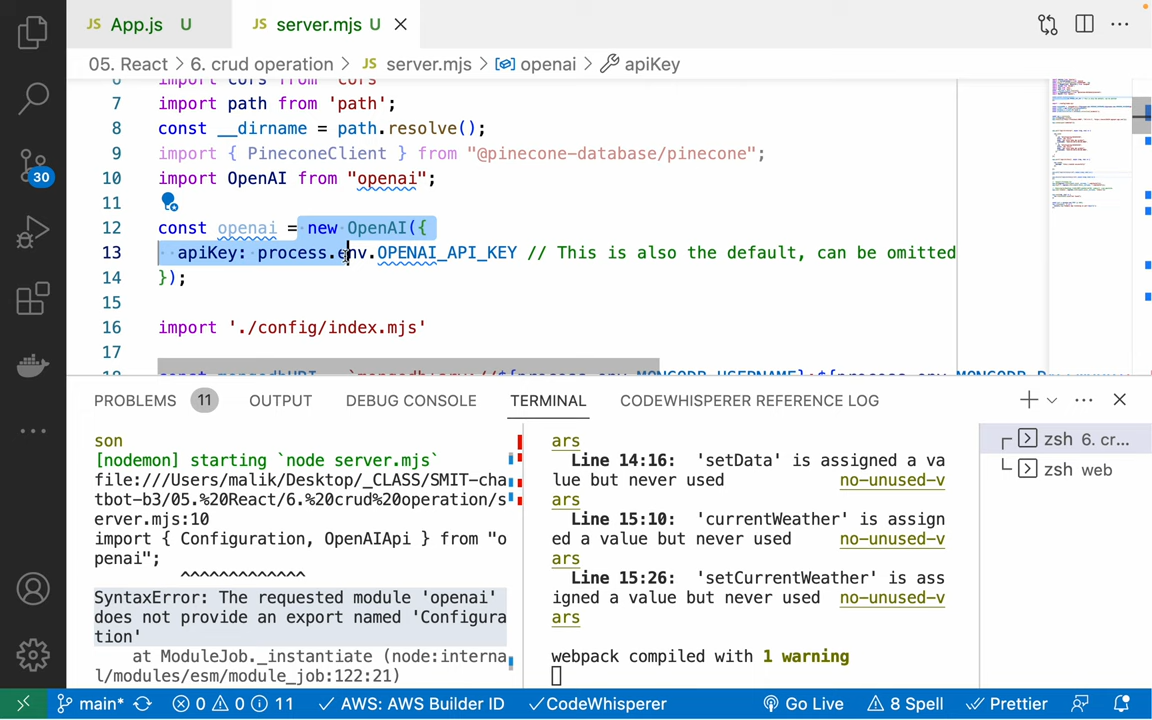 JS App.js U
JS server.mjs U
05. React > 6. crud operation > JS server.mjs > openai > apiKey
6 import cors from 'cors'
7 import path from 'path';
8 const __dirname = path.resolve();
9 import { PineconeClient } from "@pinecone-database/pinecone";
10 import OpenAI from "openai";
11
12 const openai = new OpenAI({
13 apiKey: process.env.OPENAI_API_KEY // This is also the default, can be omitted
14 });
15
16 import './config/index.mjs'
17
30
PROBLEMS 11 OUTPUT DEBUG CONSOLE TERMINAL CODEWHISPERER REFERENCE LOG
son
[nodemon] starting `node server.mjs`
file:///Users/malik/Desktop/_CLASS/SMIT-cha
tbot-b3/05.%20React/6.%20crud%20operation/s
erver.mjs:10
import { Configuration, OpenAIApi } from "o
penai";
^^^^^^^^^^^^^
SyntaxError: The requested module 'openai'
does not provide an export named 'Configura
tion'
at ModuleJob._instantiate (node:interna
l/modules/esm/module_job:122:21)
ars
Line 14:16: 'setData' is assigned a va
lue but never used no-unused-v
ars
Line 15:10: 'currentWeather' is assign
ed a value but never used no-unused-v
ars
Line 15:26: 'setCurrentWeather' is ass
igned a value but never used no-unused-v
ars
webpack compiled with 1 warning
zsh 6. cr...
zsh web
main* 0 0 11 AWS: AWS Builder ID CodeWhisperer Go Live 8 Spell Prettier